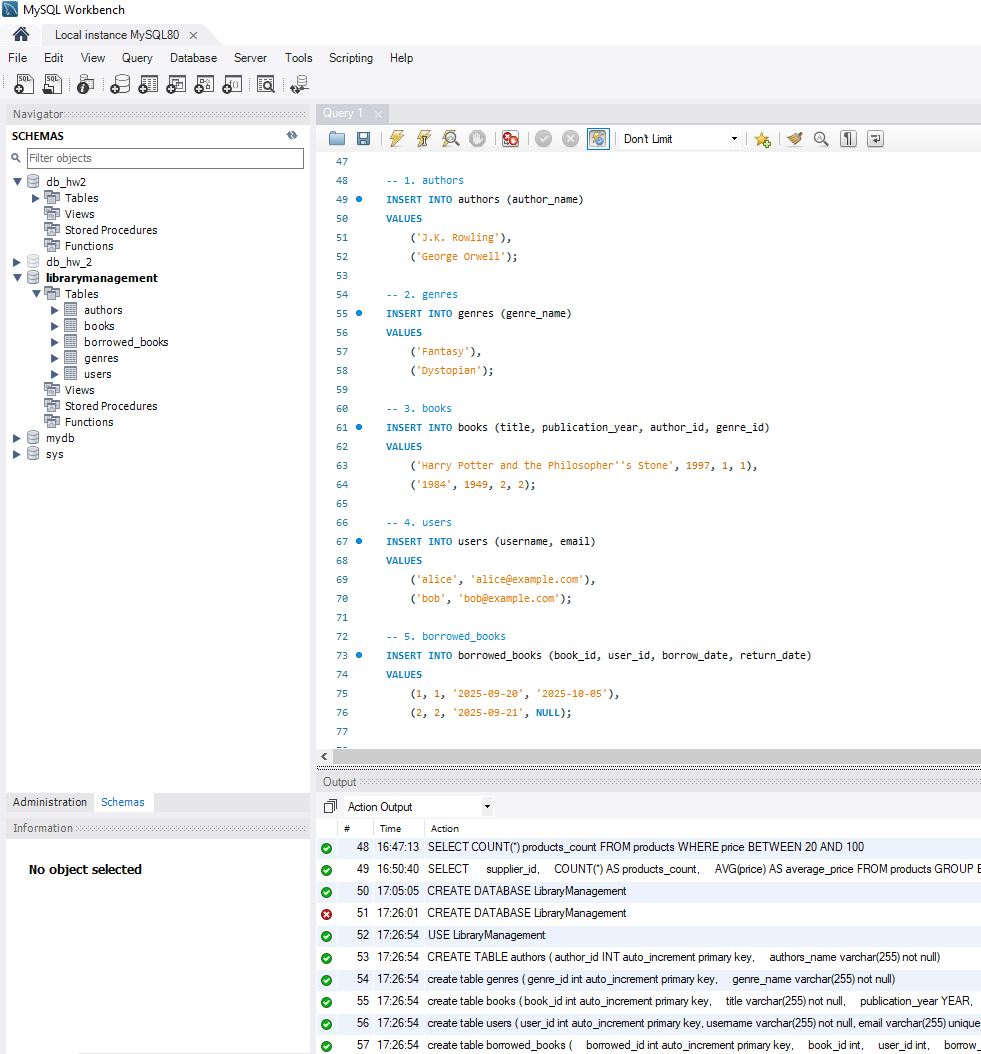 MySQL Workbench
Local instance MySQL80
File Edit View Query Database Server Tools Scripting Help
Navigator
SCHEMAS
Filter objects
db_hw2
Tables
Views
Stored Procedures
Functions
db_hw_2
librarymanagement
Tables
authors
books
borrowed_books
genres
users
Views
Stored Procedures
Functions
mydb
sys
Administration Schemas
Information
No object selected
Query 1
Don't Limit
47
48 -- 1. authors
49 INSERT INTO authors (author_name)
50 VALUES
51 ('J.K. Rowling'),
52 ('George Orwell');
53
54 -- 2. genres
55 INSERT INTO genres (genre_name)
56 VALUES
57 ('Fantasy'),
58 ('Dystopian');
59
60 -- 3. books
61 INSERT INTO books (title, publication_year, author_id, genre_id)
62 VALUES
63 ('Harry Potter and the Philosopher''s Stone', 1997, 1, 1),
64 ('1984', 1949, 2, 2);
65
66 -- 4. users
67 INSERT INTO users (username, email)
68 VALUES
69 ('alice', 'alice@example.com'),
70 ('bob', 'bob@example.com');
71
72 -- 5. borrowed_books
73 INSERT INTO borrowed_books (book_id, user_id, borrow_date, return_date)
74 VALUES
75 (1, 1, '2025-09-20', '2025-10-05'),
76 (2, 2, '2025-09-21', NULL);
77
Output
Action Output
# Time Action
48 16:47:13 SELECT COUNT(*) products_count FROM products WHERE price BETWEEN 20 AND 100
49 16:50:40 SELECT supplier_id, COUNT(*) AS products_count, AVG(price) AS average_price FROM products GROUP
50 17:05:05 CREATE DATABASE LibraryManagement
51 17:26:01 CREATE DATABASE LibraryManagement
52 17:26:54 USE LibraryManagement
53 17:26:54 CREATE TABLE authors ( author_id INT auto_increment primary key, authors_name varchar(255) not null)
54 17:26:54 create table genres ( genre_id int auto_increment primary key, genre_name varchar(255) not null)
55 17:26:54 create table books ( book_id int auto_increment primary key, title varchar(255) not null, publication_year YEAR,
56 17:26:54 create table users ( user_id int auto_increment primary key, username varchar(255) not null, email varchar(255) unique
57 17:26:54 create table borrowed_books ( borrowed_id int auto_increment primary key, book_id int, user_id int, borrow_